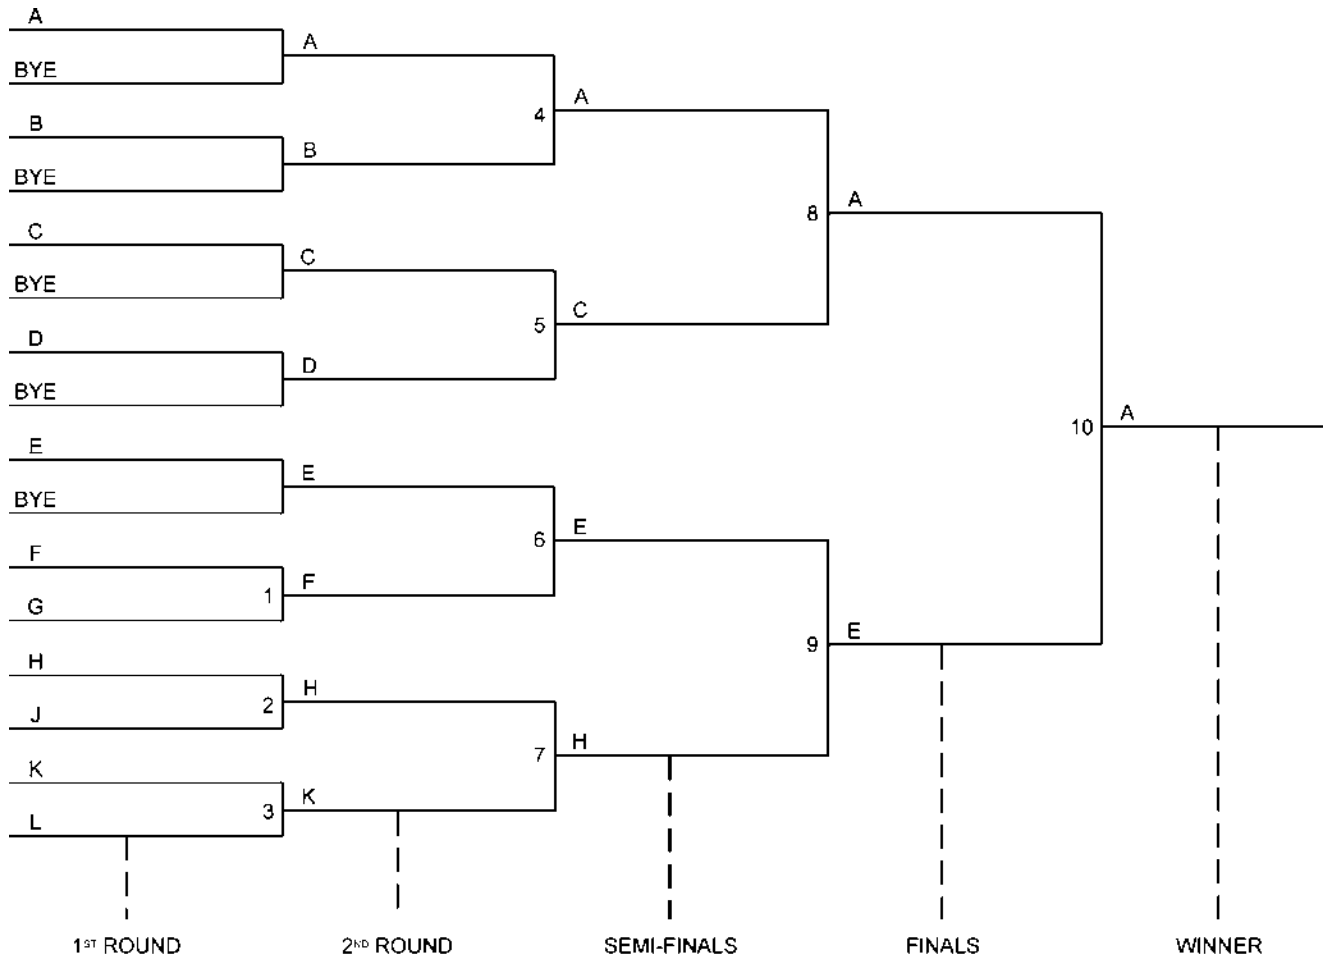 A
A
BYE
A
4
B
B
BYE
A
8
C
C
BYE
C
5
D
D
BYE
A
10
E
E
BYE
E
6
F
F
1
G
E
9
H
H
2
J
H
7
K
K
3
L
1ST ROUND
2ND ROUND
SEMI-FINALS
FINALS
WINNER